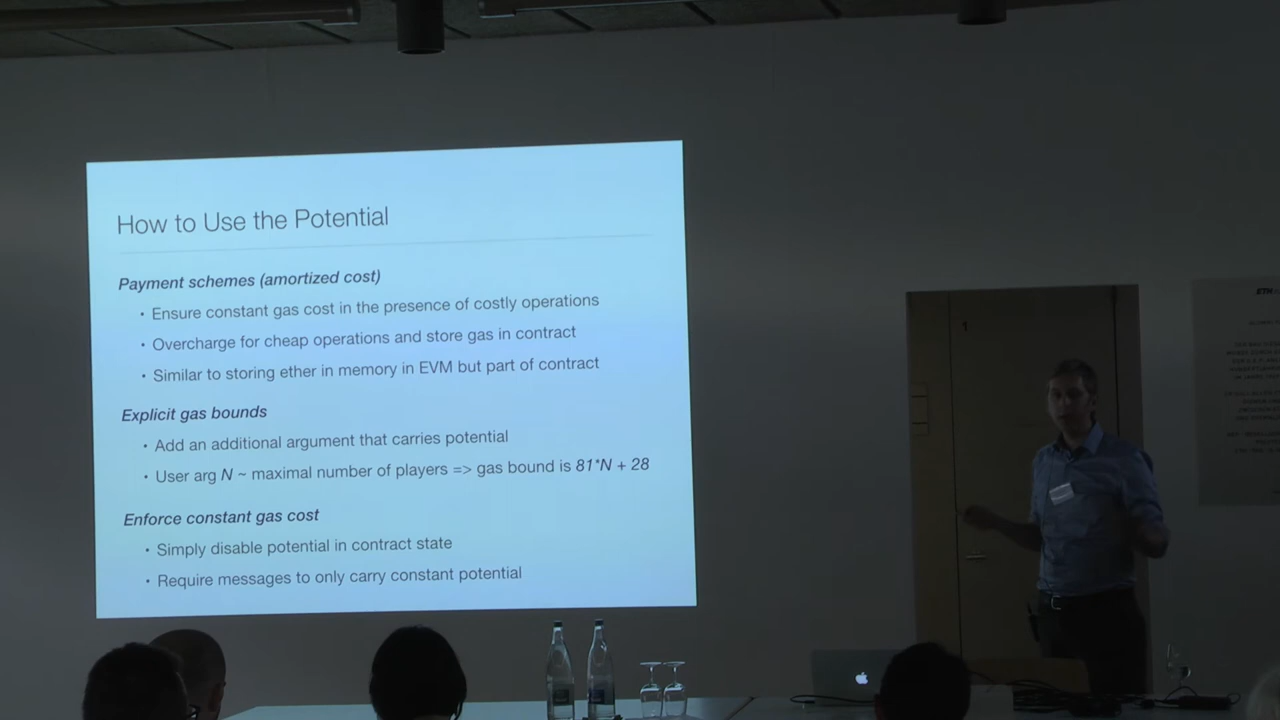 How to Use the Potential
Payment schemes (amortized cost)
• Ensure constant gas cost in the presence of costly operations
• Overcharge for cheap operations and store gas in contract
• Similar to storing ether in memory in EVM but part of contract
Explicit gas bounds
• Add an additional argument that carries potential
• User arg N ~ maximal number of players => gas bound is 81*N + 28
Enforce constant gas cost
• Simply disable potential in contract state
• Require messages to only carry constant potential
1
ETH